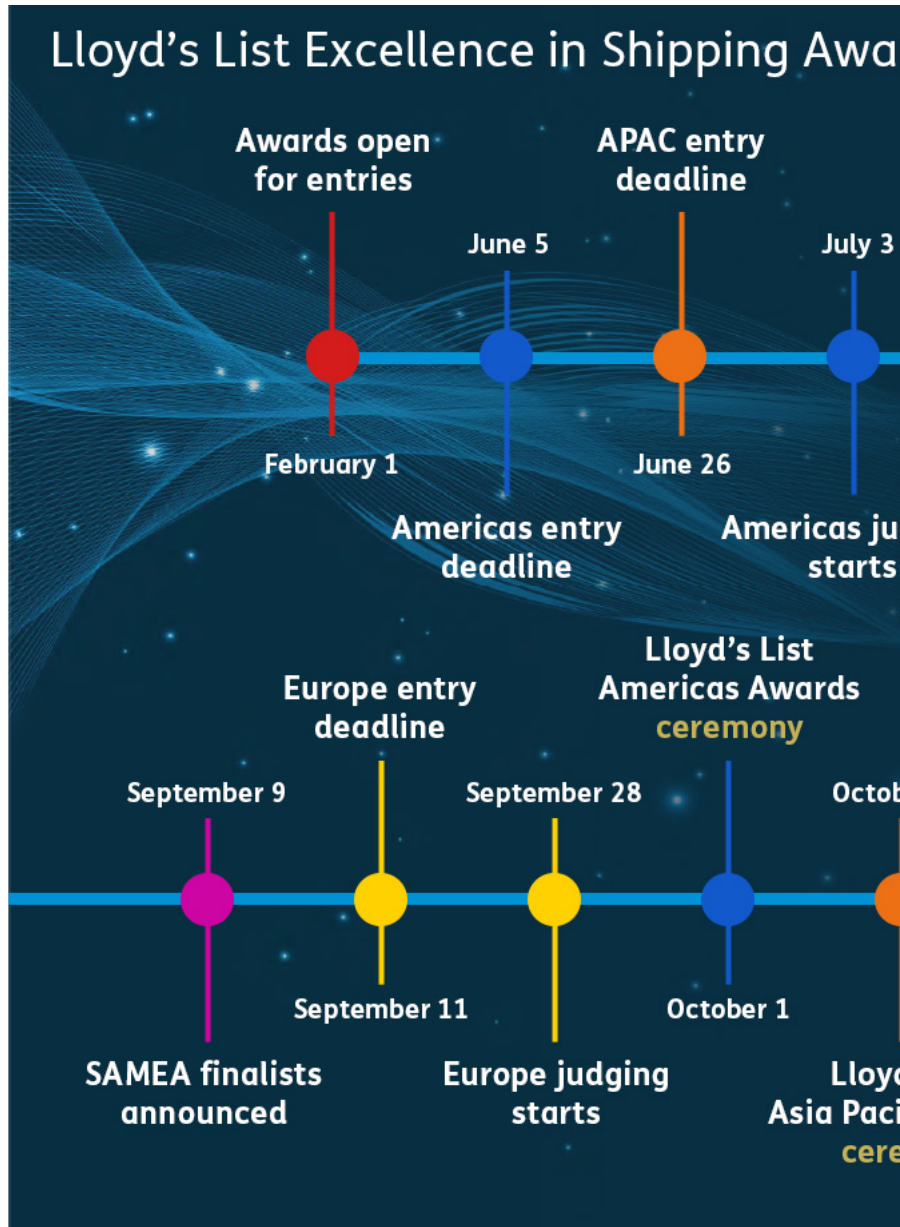 Lloyd's List Excellence in Shipping
Awards open
for entries
February 1
June 5
Americas entry
deadline
APAC entry
deadline
June 26
July 3
Americas
starts
September 9
SAMEA finalists
announced
Europe entry
deadline
September 11
September 28
Europe judging
starts
Lloyd's List
Americas Awards
ceremony
October 1
Asia